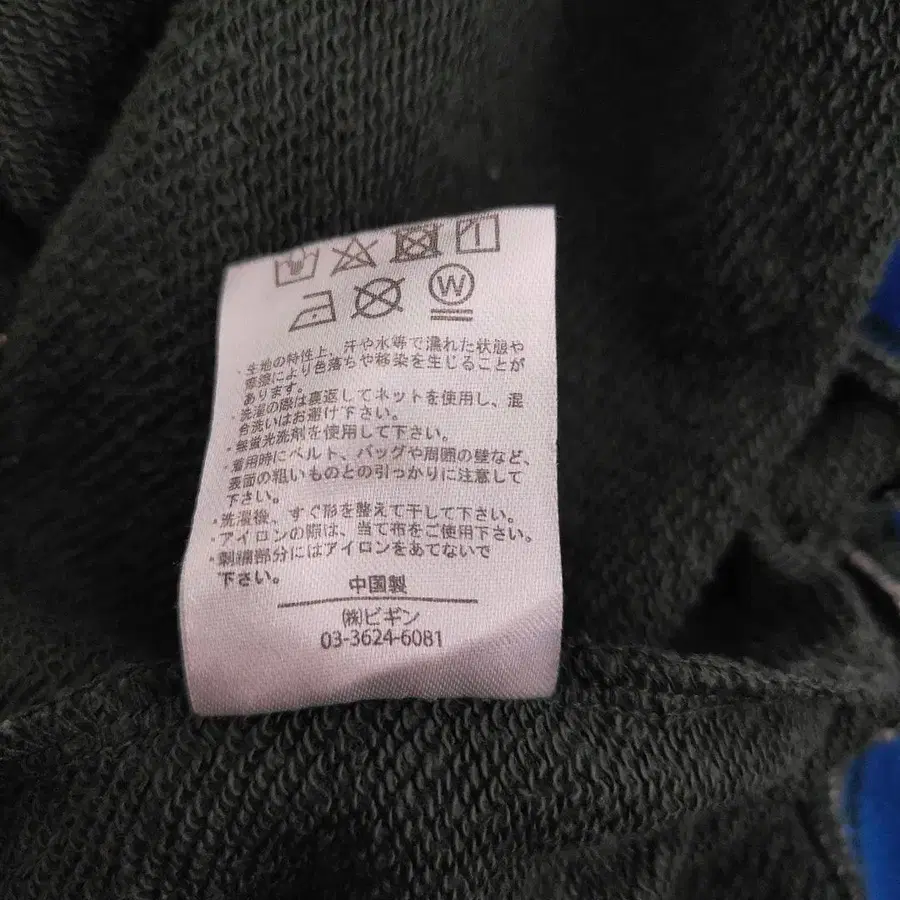 W
・生地の特性上、汗や水等で濡れた状態や
摩擦により色落ちや移染を生じることが
あります。
・洗濯の際は裏返してネットを使用し、混
合洗いはお避け下さい。
・無蛍光洗剤を使用して下さい。
・着用時にベルト、バッグや周囲の壁など、
表面の粗いものとの引っかりに注意して
下さい。
・洗濯後、すぐ形を整えて干して下さい。
・アイロンの際は、当て布をご使用下さい。
・刺繍部分にはアイロンをあてないで
下さい。
中国製
㈱ビギン
03-3624-6081